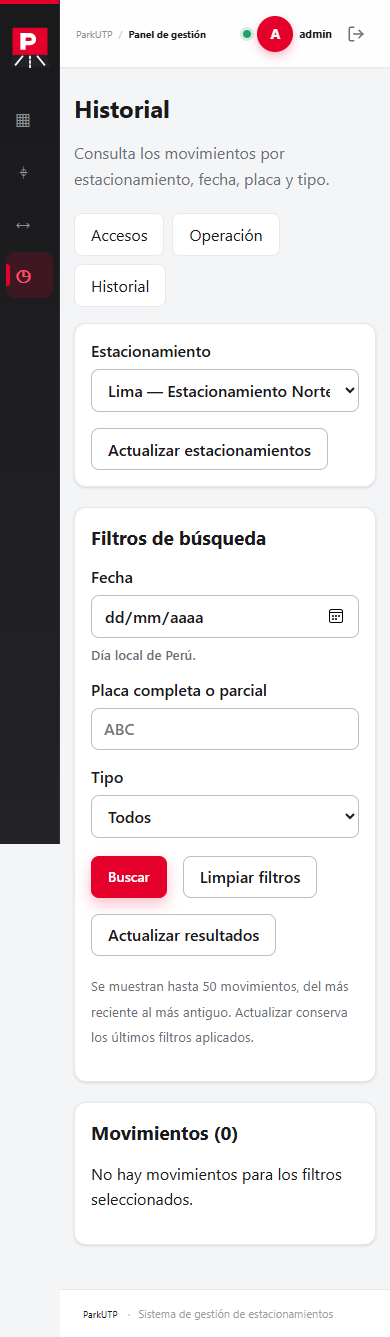 P
ParkUTP / Panel de gestión
A
admin
Historial
Consulta los movimientos por
estacionamiento, fecha, placa y tipo.
Accesos
Operación
Historial
Estacionamiento
Lima — Estacionamiento Norte
Actualizar estacionamientos
Filtros de búsqueda
Fecha
dd/mm/aaaa
Día local de Perú.
Placa completa o parcial
ABC
Tipo
Todos
Buscar
Limpiar filtros
Actualizar resultados
Se muestran hasta 50 movimientos, del más
reciente al más antiguo. Actualizar conserva
los últimos filtros aplicados.
Movimientos (0)
No hay movimientos para los filtros
seleccionados.
ParkUTP · Sistema de gestión de estacionamientos